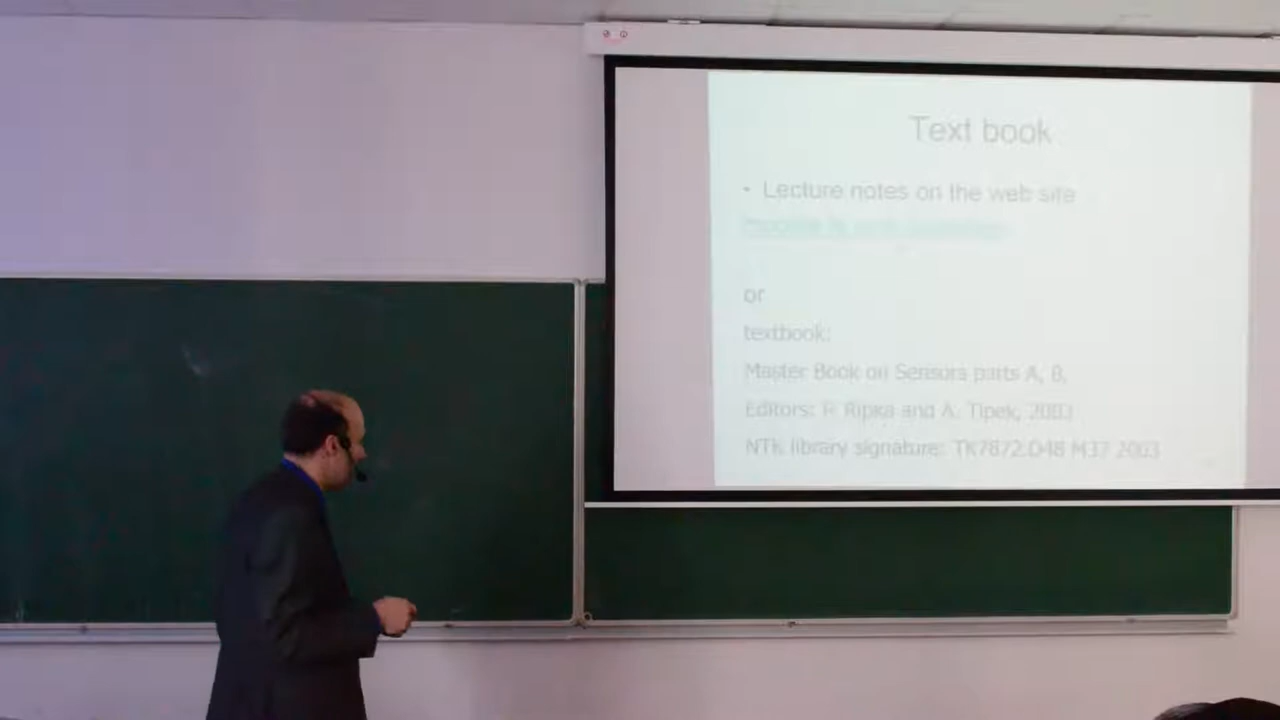 Text book
• Lecture notes on the web site
or
textbook:
Master Book on Sensors parts A, B,
Editors: P. Ripka and A. Tipek, 2003
NTK library signature: TK7872.D48 M37 2003